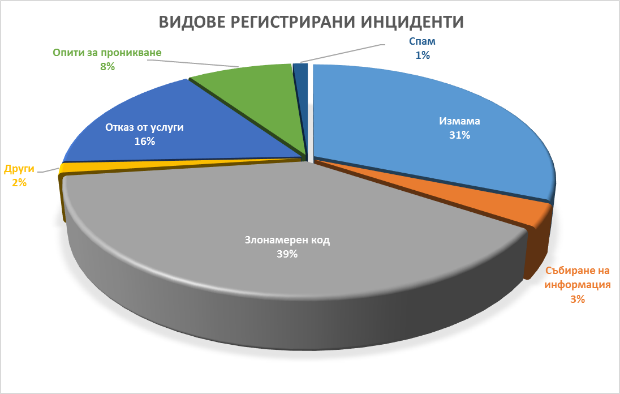 ВИДОВЕ РЕГИСТРИРАНИ ИНЦИДЕНТИ
Спам
1%
Опити за проникване
8%
Измама
31%
Отказ от услуги
16%
Други
2%
Злонамерен код
39%
Събиране на
информация
3%